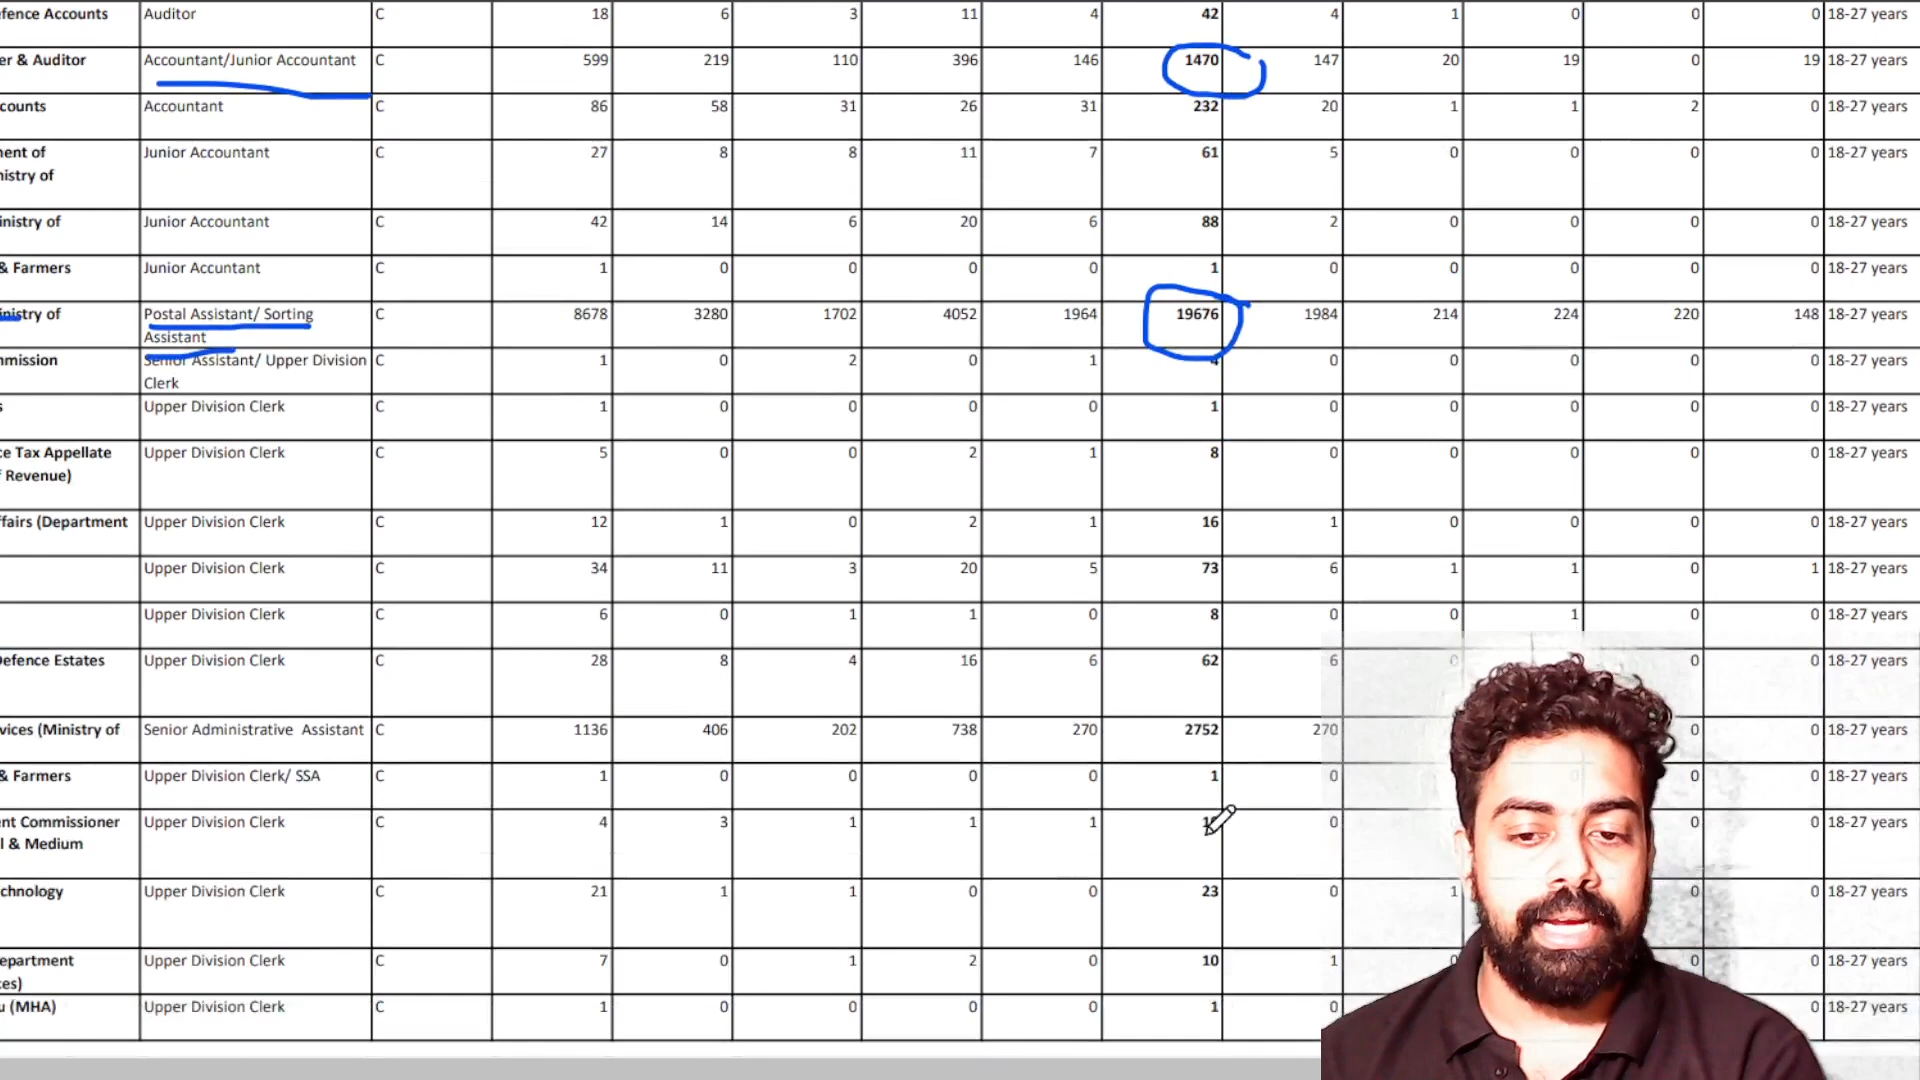 efence Accounts Auditor C 18 6 3 11 4 42 4 1 0 0 0 18-27 years
er & Auditor Accountant/Junior Accountant C 599 219 110 396 146 1470 147 20 19 0 19 18-27 years
counts Accountant C 86 58 31 26 31 232 20 1 1 2 0 18-27 years
nent of Junior Accountant C 27 8 8 11 7 61 5 0 0 0 0 18-27 years
nistry of
inistry of Junior Accountant C 42 14 6 20 6 88 2 0 0 0 0 18-27 years
& Farmers Junior Accuntant C 1 0 0 0 0 1 0 0 0 0 0 18-27 years
inistry of Postal Assistant/ Sorting C 8678 3280 1702 4052 1964 19676 1984 214 224 220 148 18-27 years
Assistant
mmission Senior Assistant/ Upper Division C 1 0 2 0 1 4 0 0 0 0 0 18-27 years
Clerk
s Upper Division Clerk C 1 0 0 0 0 1 0 0 0 0 0 18-27 years
ce Tax Appellate Upper Division Clerk C 5 0 0 2 1 8 0 0 0 0 0 18-27 years
f Revenue)
ffairs (Department Upper Division Clerk C 12 1 0 2 1 16 1 0 0 0 0 18-27 years
Upper Division Clerk C 34 11 3 20 5 73 6 1 1 0 1 18-27 years
Upper Division Clerk C 6 0 1 1 0 8 0 0 1 0 0 18-27 years
Defence Estates Upper Division Clerk C 28 8 4 16 6 62 6 0 0 0 18-27 years
vices (Ministry of Senior Administrative Assistant C 1136 406 202 738 270 2752 270 0 0 18-27 years
& Farmers Upper Division Clerk/ SSA C 1 0 0 0 0 1 0 0 0 18-27 years
nt Commissioner Upper Division Clerk C 4 3 1 1 1 0 0 0 18-27 years
l & Medium
chnology Upper Division Clerk C 21 1 1 0 0 23 0 1 0 0 18-27 years
epartment Upper Division Clerk C 7 0 1 2 0 10 1 0 0 0 18-27 years
ces)
u (MHA) Upper Division Clerk C 1 0 0 0 0 1 0 0 18-27 years